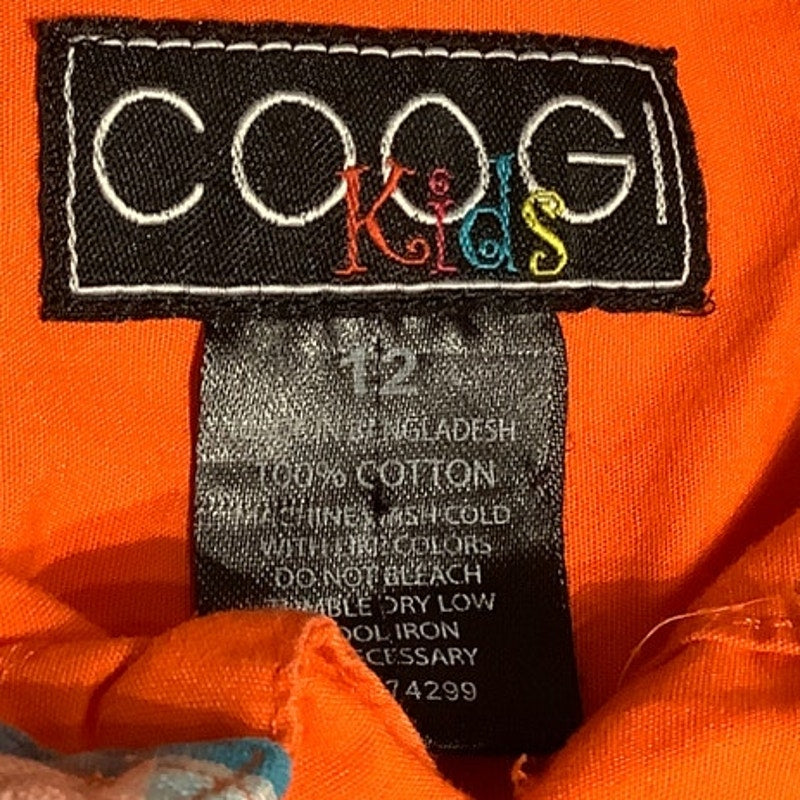 COOGI
Kids
12
IN BANGLADESH
100% COTTON
MACHINE WASH COLD
WITH LIKE COLORS
DO NOT BLEACH
TUMBLE DRY LOW
COOL IRON
NECESSARY
74299